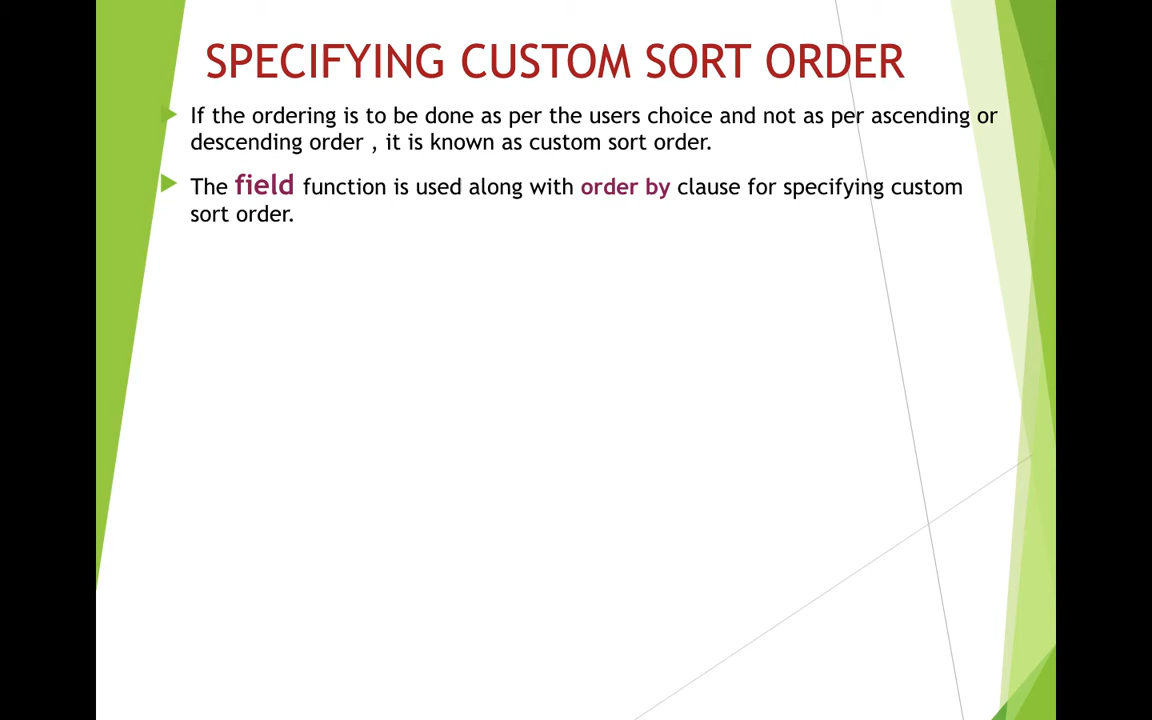 SPECIFYING CUSTOM SORT ORDER
If the ordering is to be done as per the users choice and not as per ascending or
descending order , it is known as custom sort order.
The field function is used along with order by clause for specifying custom
sort order.